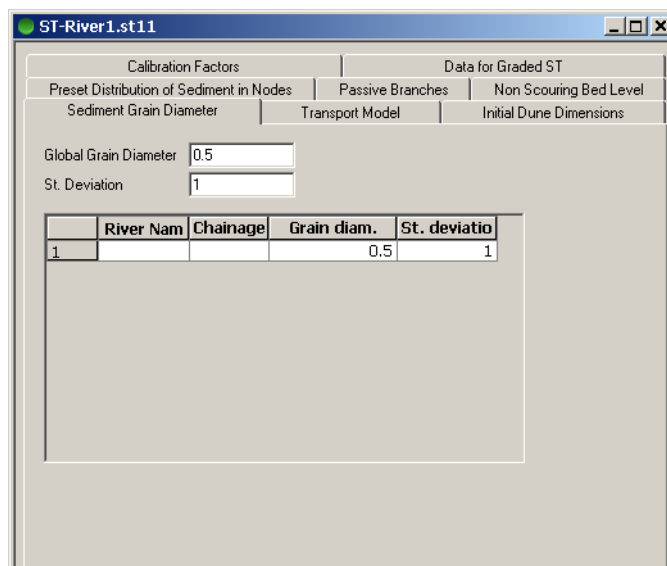 ST-River1.st11
Calibration Factors Data for Graded ST
Preset Distribution of Sediment in Nodes Passive Branches Non Scouring Bed Level
Sediment Grain Diameter Transport Model Initial Dune Dimensions
Global Grain Diameter 0.5
St. Deviation 1
River Nam Chainage Grain diam. St. deviatio
1 0.5 1